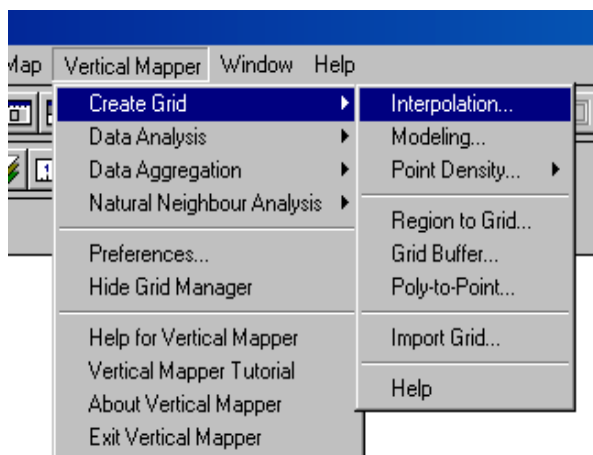 Map Vertical Mapper Window Help
Create Grid
Data Analysis
Data Aggregation
Natural Neighbour Analysis
Preferences...
Hide Grid Manager
Help for Vertical Mapper
Vertical Mapper Tutorial
About Vertical Mapper
Exit Vertical Mapper
Interpolation...
Modeling...
Point Density...
Region to Grid...
Grid Buffer...
Poly-to-Point...
Import Grid...
Help